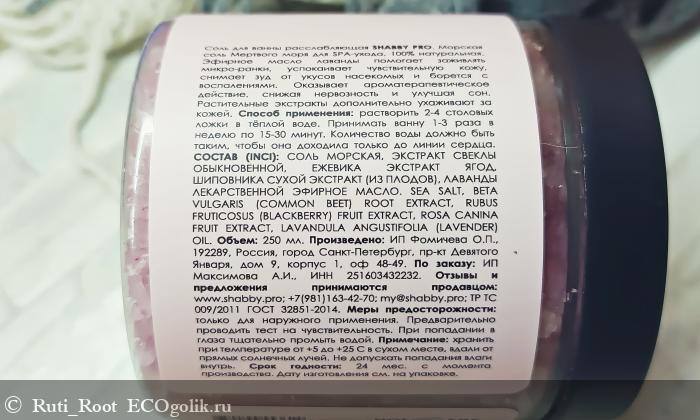 Соль для ванны расслабляющая SHABBY PRO. Морская
соль Мертвого моря для SPA-ухода, 100% натуральная.
Эфирное масло лаванды помогает заживлять
микро-ранки, успокаивает чувствительную кожу,
снимает зуд от укусов насекомых и борется с
воспалениями. Оказывает ароматерапевтическое
действие, снижая нервозность и улучшая сон.
Растительные экстракты дополнительно ухаживают за
кожей. Способ применения: растворить 2-4 столовых
ложки в тёплой воде. Принимать ванну 1-3 раза в
неделю по 15-30 минут. Количество воды должно быть
таким, чтобы она доходила только до линии сердца.
СОСТАВ (INCI): СОЛЬ МОРСКАЯ, ЭКСТРАКТ СВЕКЛЫ
ОБЫКНОВЕННОЙ, ЕЖЕВИКА ЭКСТРАКТ ЯГОД,
ШИПОВНИКА СУХОЙ ЭКСТРАКТ (ИЗ ПЛОДОВ), ЛАВАНДЫ
ЛЕКАРСТВЕННОЙ ЭФИРНОЕ МАСЛО. SEA SALT, BETA
VULGARIS (COMMON BEET) ROOT EXTRACT, RUBUS
FRUTICOSUS (BLACKBERRY) FRUIT EXTRACT, ROSA CANINA
FRUIT EXTRACT, LAVANDULA ANGUSTIFOLIA (LAVENDER)
OIL. Объем: 250 мл. Произведено: ИП Фомичева О.П.,
192289, Россия, город Санкт-Петербург, пр-кт Девятого
Января, дом 9, корпус 1, оф 48-49. По заказу: ИП
Максимова А.И., ИНН 251603432232. Отзывы и
предложения принимаются продавцом:
www.shabby.pro; +7(981)163-42-70; my@shabby.pro; ТР ТС
009/2011 ГОСТ 32851-2014. Меры предосторожности:
только для наружного применения. Предварительно
проводить тест на чувствительность. При попадании в
глаза тщательно промыть водой. Примечание: хранить
при температуре от +5 до +25 С в сухом месте, вдали от
прямых солнечных лучей. Не допускать попадания влаги
внутрь. Срок годности: 24 мес. с момента
производства. Дату изготовления см. на упаковке.
Ruti_Root ECOgolik.ru